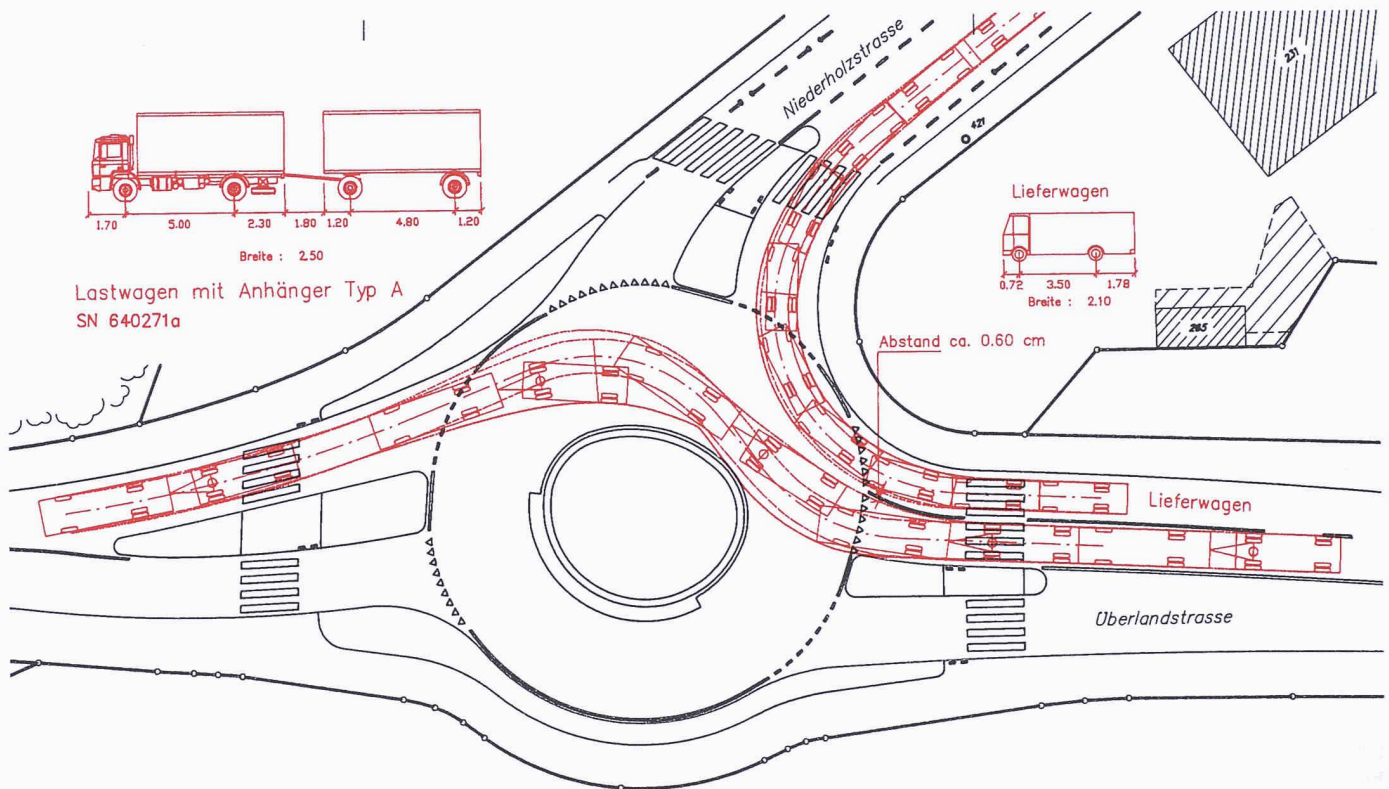 Niederholzstrasse
231
421
1.70 5.00 2.30 1.80 1.20 4.80 1.20
Breite : 2.50
Lastwagen mit Anhänger Typ A
SN 640271a
Lieferwagen
0.72 3.50 1.78
Breite : 2.10
265
Abstand ca. 0.60 cm
Lieferwagen
Überlandstrasse